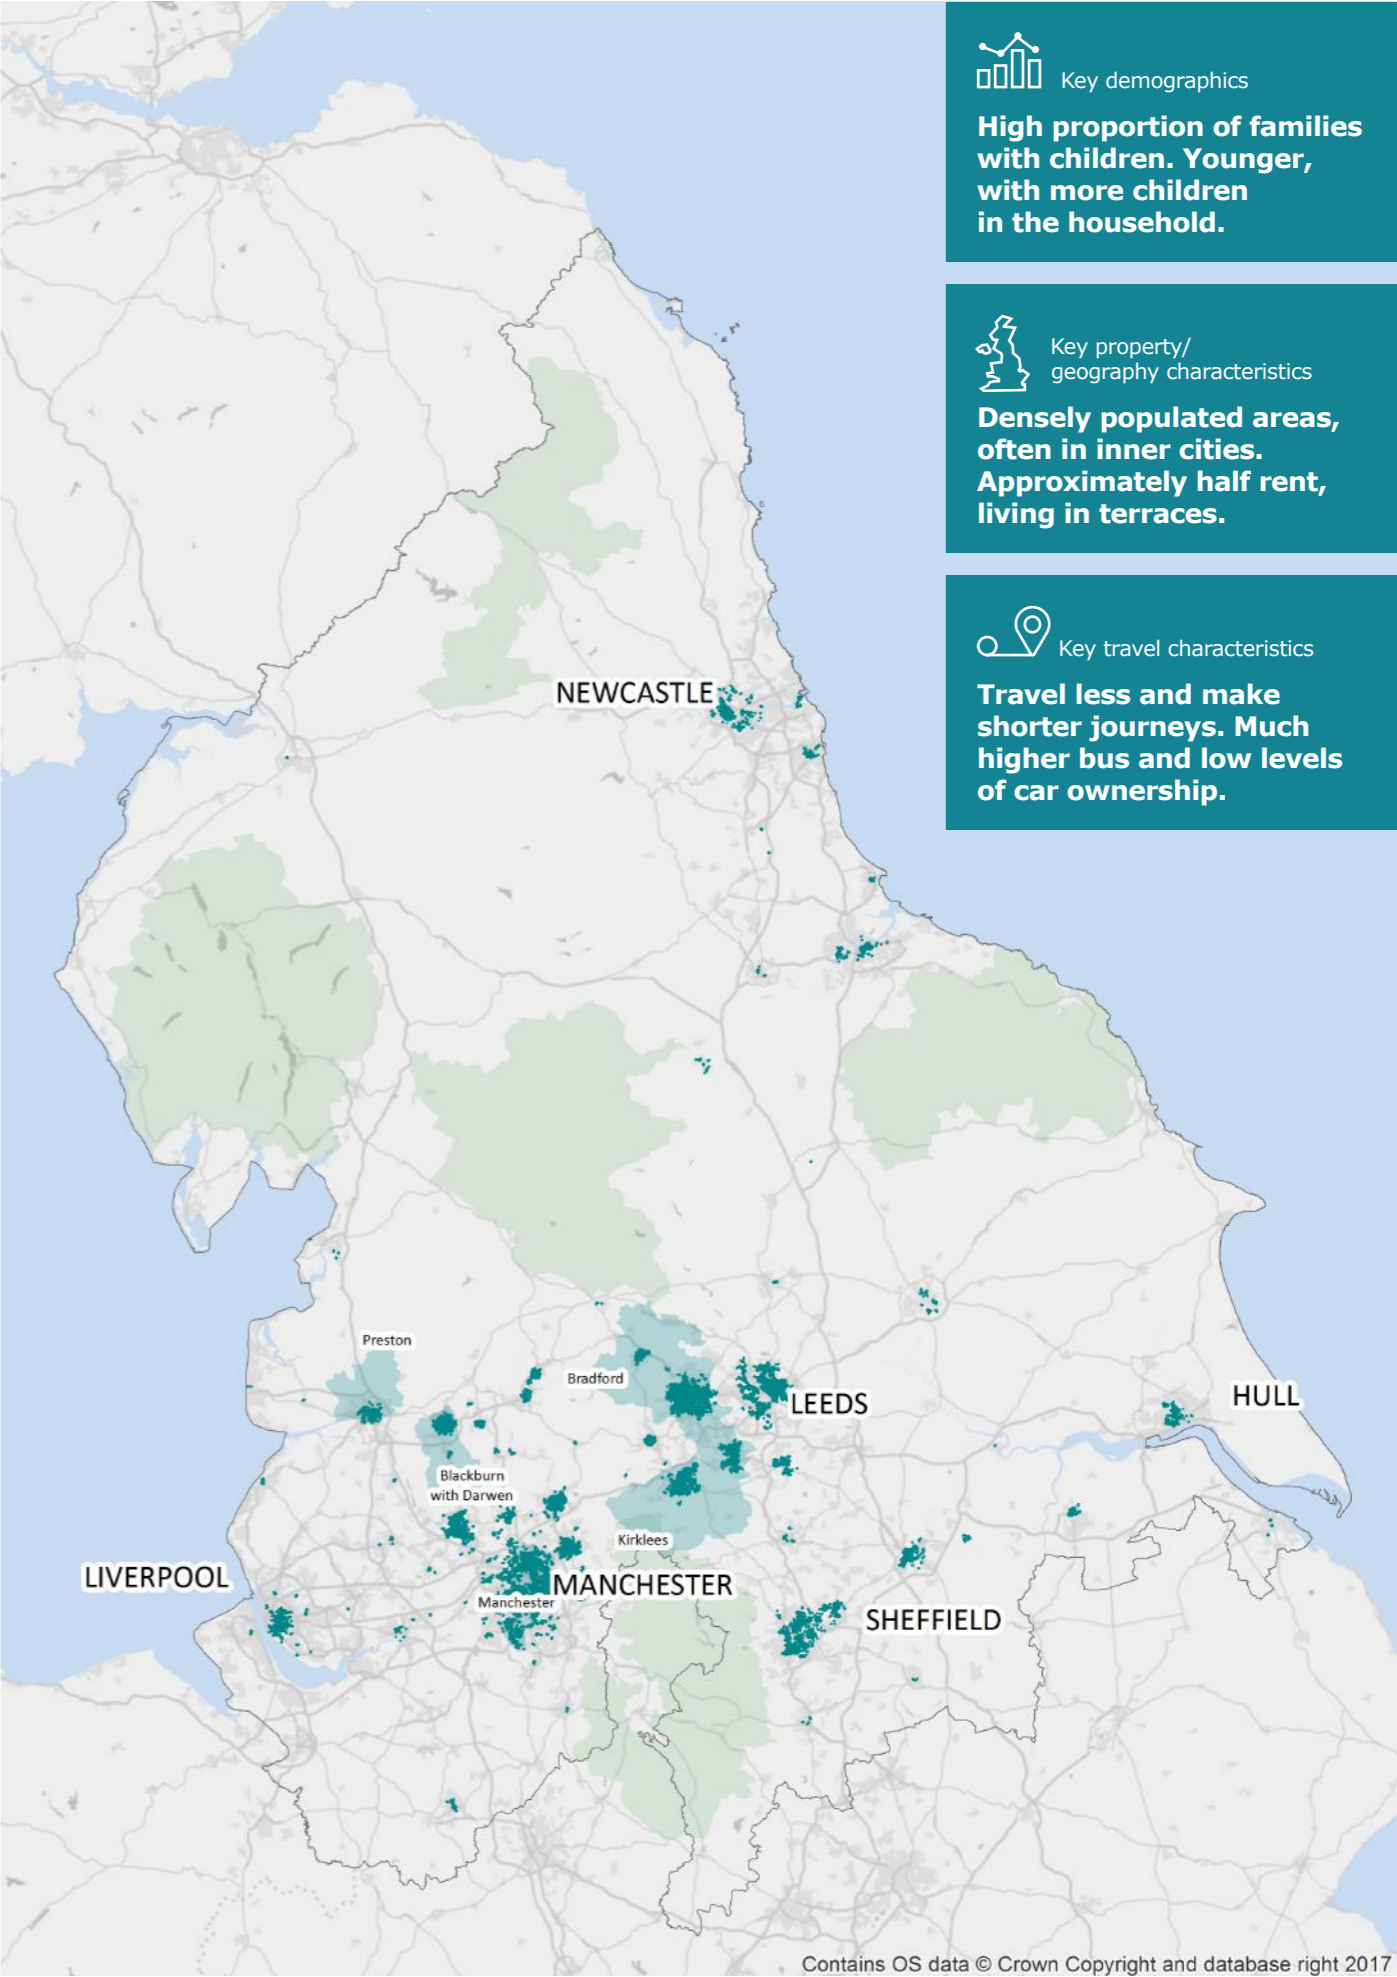 Key demographics
High proportion of families
with children. Younger,
with more children
in the household.
Key property/
geography characteristics
Densely populated areas,
often in inner cities.
Approximately half rent,
living in terraces.
Key travel characteristics
Travel less and make
shorter journeys. Much
higher bus and low levels
of car ownership.
NEWCASTLE
Preston
Bradford
LEEDS
HULL
Blackburn
with Darwen
Kirklees
LIVERPOOL
MANCHESTER
Manchester
SHEFFIELD
Contains OS data © Crown Copyright and database right 2017